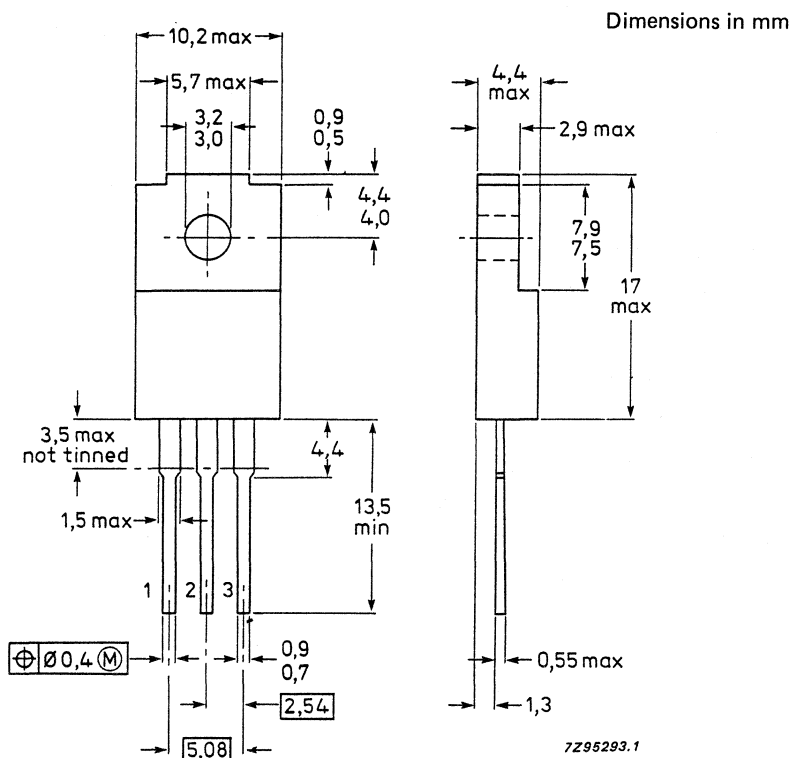 Dimensions in mm
10,2 max
5,7 max
3,2
3,0
0,9
0,5
4,4
4,0
4,4
max
2,9 max
7,9
7,5
17
max
3,5 max
not tinned
4,4
1,5 max
13,5
min
1 2 3
Ø 0,4 Ⓜ
0,9
0,7
2,54
5,08
0,55 max
1,3
7Z95293.1